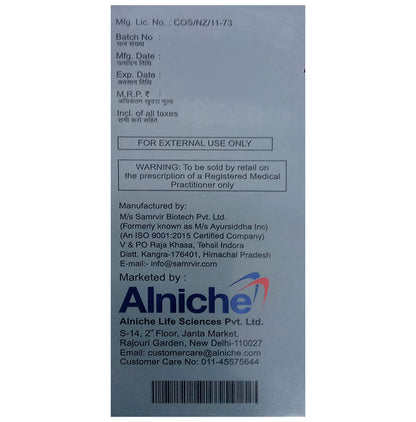 Mfg. Lic. No. : COS/NZ/11-73
Batch No :
घान संख्या
Mfg. Date :
उत्पादन तिथि
Exp. Date :
अवसान तिथि
M.R.P. ₹ :
अधिकतम खुदरा मूल्य
Incl. of all taxes
सभी करों सहित
FOR EXTERNAL USE ONLY
WARNING: To be sold by retail on
the prescription of a Registered Medical
Practitioner only
Manufactured by:
M/s Samrvir Biotech Pvt. Ltd.
(Formerly known as M/s Ayursiddha Inc)
(An ISO 9001:2015 Certified Company)
V & PO Raja Khasa, Tehsil Indora
Distt. Kangra-176401, Himachal Pradesh
E-mail:- info@samrvir.com
Marketed by :
Alniche
Alniche Life Sciences Pvt. Ltd.
S-14, 2nd Floor, Janta Market,
Rajouri Garden, New Delhi-110027
Email: customercare@alniche.com
Customer Care No: 011-45575644